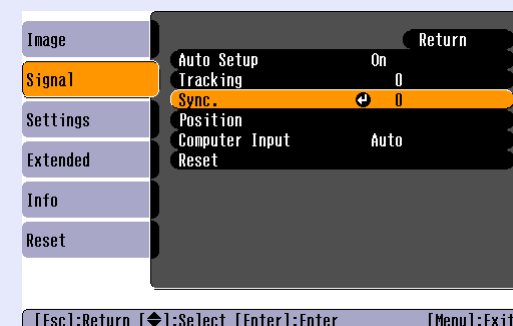 Image
Signal
Settings
Extended
Info
Reset
Return
Auto Setup On
Tracking 0
Sync. 0
Position
Computer Input Auto
Reset
[Esc]:Return [◆]:Select [Enter]:Enter [Menu]:Exit